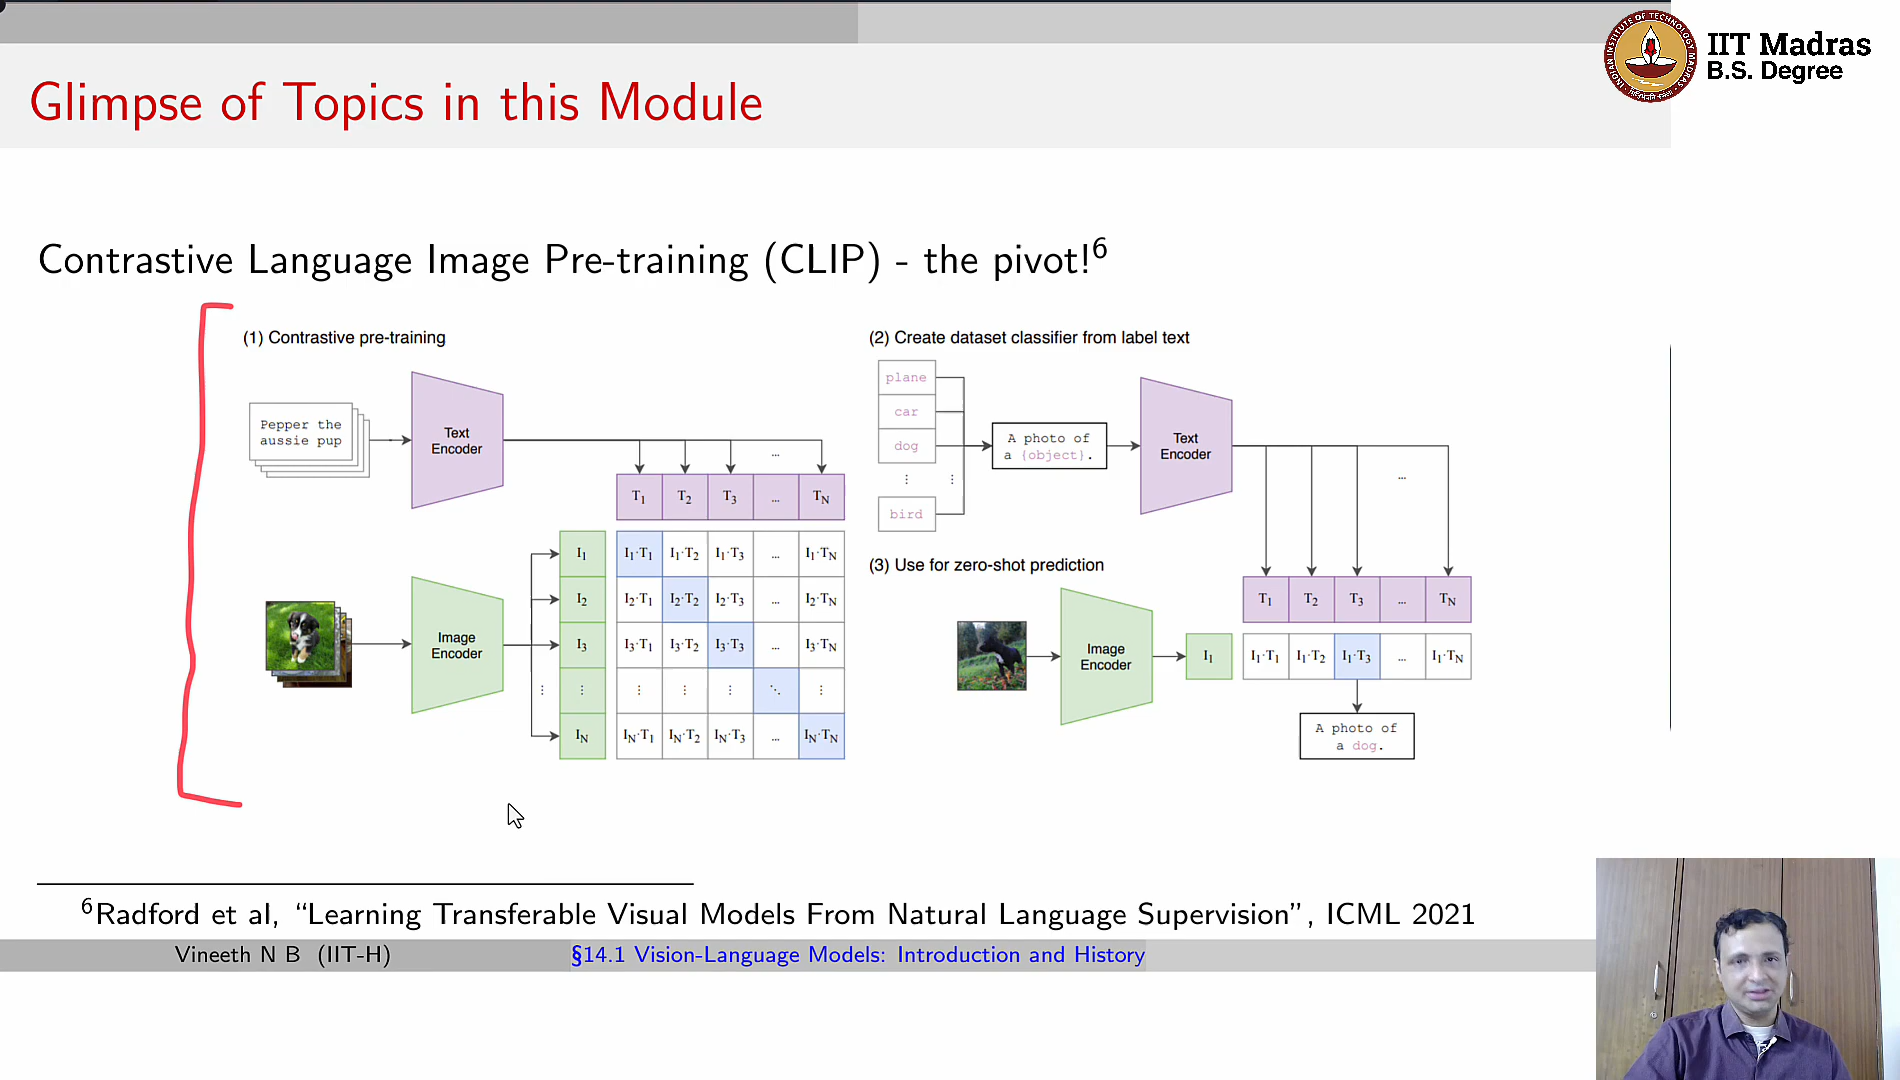 IIT Madras
B.S. Degree
Glimpse of Topics in this Module
Contrastive Language Image Pre-training (CLIP) - the pivot!6
(1) Contrastive pre-training
Pepper the
aussie pup
Text
Encoder
...
T1 T2 T3 ... TN
Image
Encoder
I1 I1·T1 I1·T2 I1·T3 ... I1·TN
I2 I2·T1 I2·T2 I2·T3 ... I2·TN
I3 I3·T1 I3·T2 I3·T3 ... I3·TN
⋮ ⋮ ⋮ ⋮ ⋮ ⋱ ⋮
IN IN·T1 IN·T2 IN·T3 ... IN·TN
(2) Create dataset classifier from label text
plane
car
dog
⋮ ⋮
bird
A photo of
a {object}.
Text
Encoder
...
T1 T2 T3 ... TN
(3) Use for zero-shot prediction
Image
Encoder
I1 I1·T1 I1·T2 I1·T3 ... I1·TN
A photo of
a dog.
6Radford et al, “Learning Transferable Visual Models From Natural Language Supervision”, ICML 2021
Vineeth N B (IIT-H) §14.1 Vision-Language Models: Introduction and History